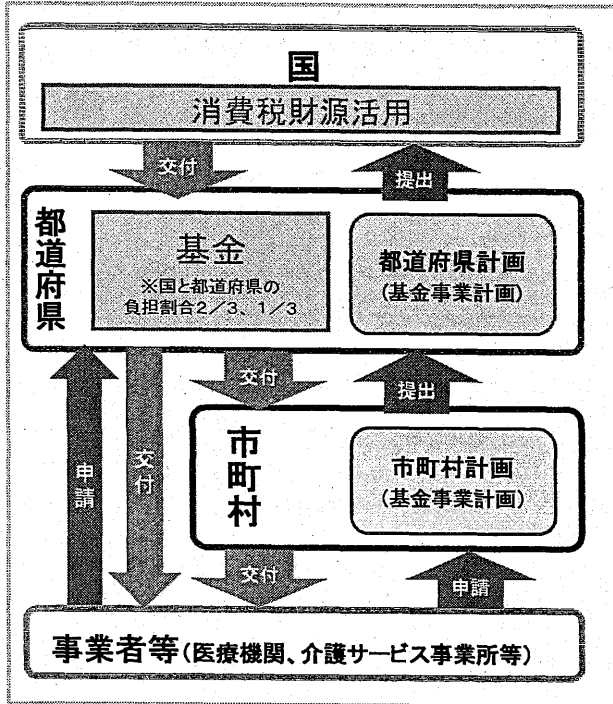 国
消費税財源活用
交付
提出
都道府県
基金
※国と都道府県の
負担割合2/3、1/3
都道府県計画
(基金事業計画)
交付
提出
申請
交付
市町村
市町村計画
(基金事業計画)
交付
申請
事業者等(医療機関、介護サービス事業所等)